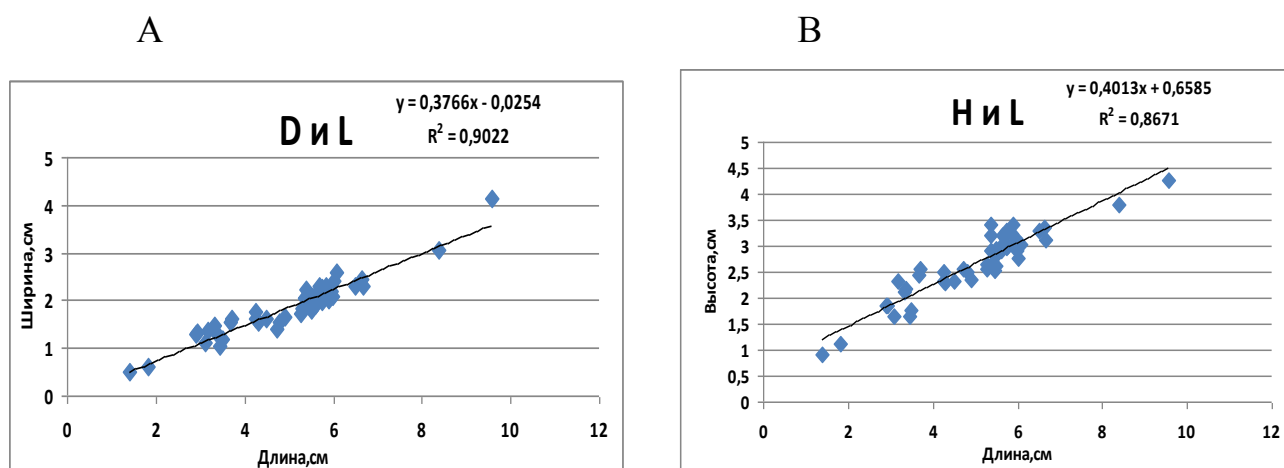 A
B
y = 0,3766x - 0,0254
R² = 0,9022
D и L
Ширина,см
5
4
3
2
1
0
0 2 4 6 8 10 12
Длина,см
y = 0,4013x + 0,6585
R² = 0,8671
H и L
Высота,см
5
4,5
4
3,5
3
2,5
2
1,5
1
0,5
0
0 2 4 6 8 10 12
Длина,см